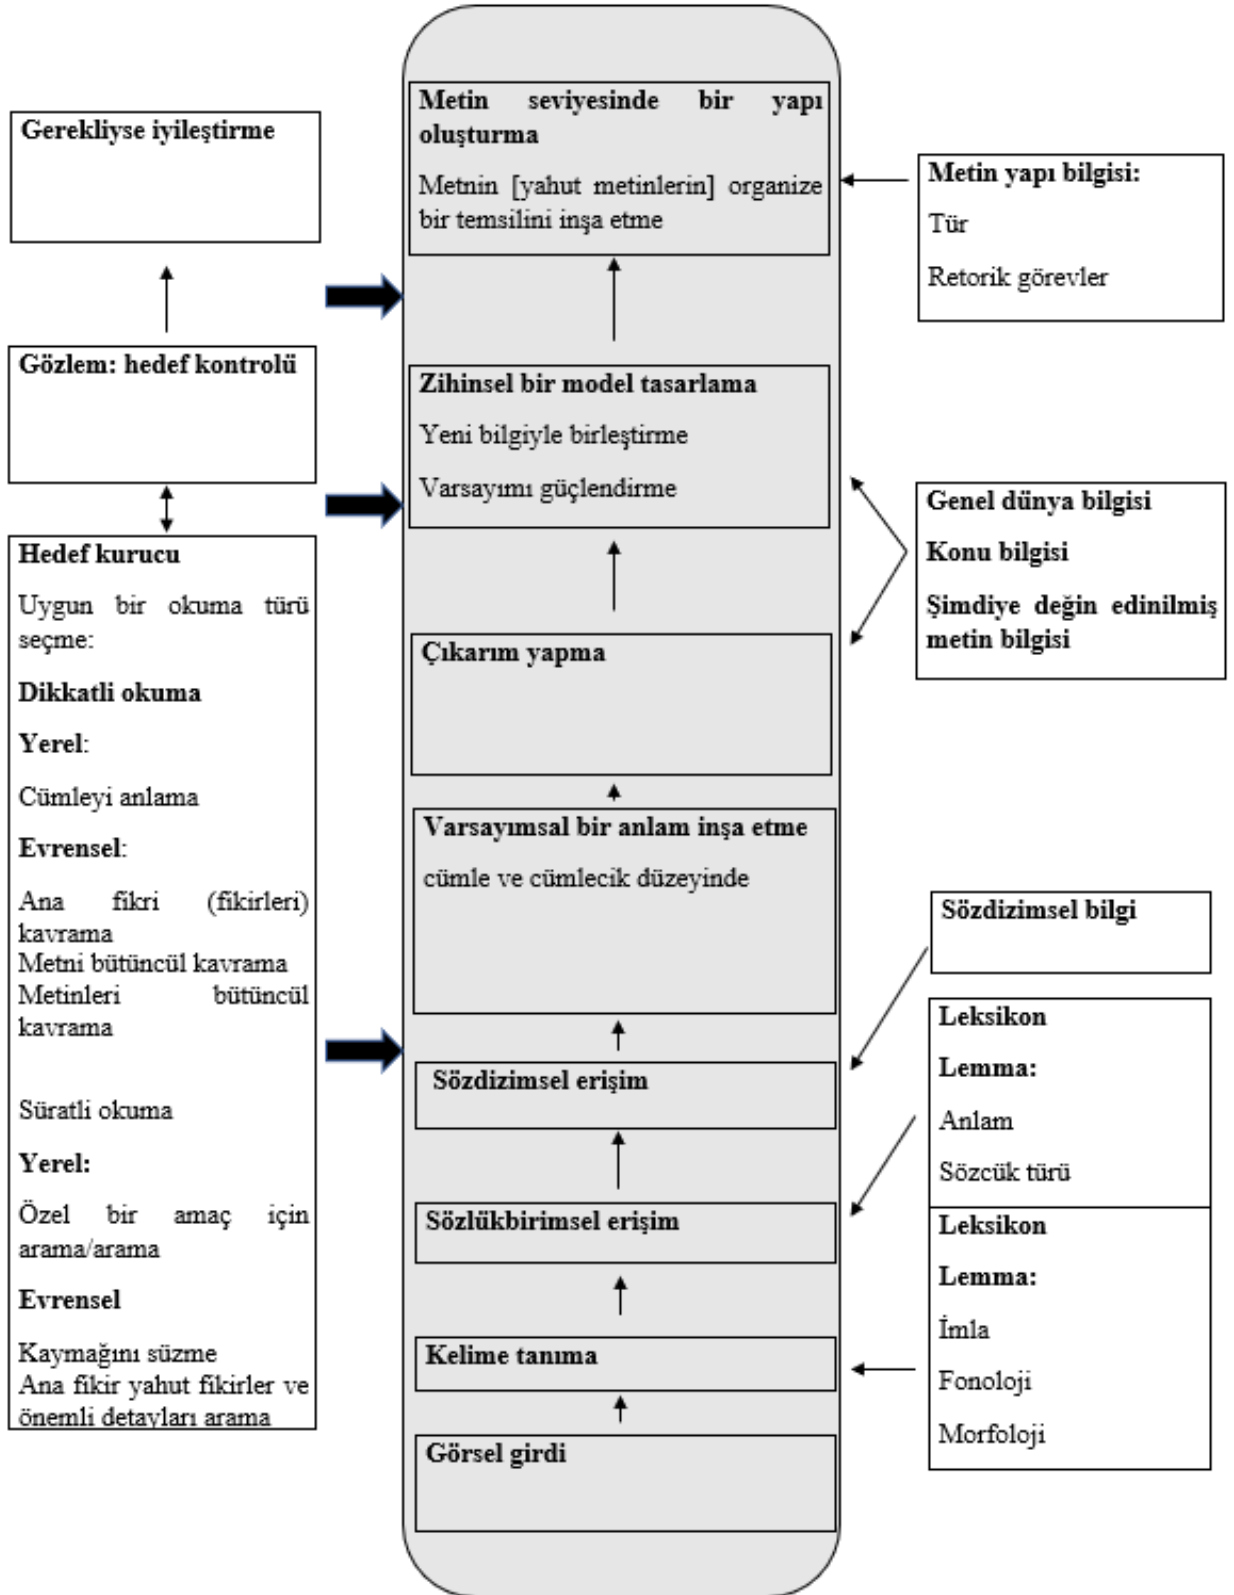 Gerekliyse iyileştirme
Gözlem: hedef kontrolü
Hedef kurucu
Uygun bir okuma türü
seçme:
Dikkatli okuma
Yerel:
Cümleyi anlama
Evrensel:
Ana fikri (fikirleri)
kavrama
Metni bütüncül kavrama
Metinleri bütüncül
kavrama
Süratli okuma
Yerel:
Özel bir amaç için
arama/arama
Evrensel
Kaymağını süzme
Ana fikir yahut fikirler ve
önemli detayları arama
Metin seviyesinde bir yapı
oluşturma
Metnin [yahut metinlerin] organize
bir temsilini inşa etme
Zihinsel bir model tasarlama
Yeni bilgiyle birleştirme
Varsayımı güçlendirme
Çıkarım yapma
Varsayımsal bir anlam inşa etme
cümle ve cümlecik düzeyinde
Sözdizimsel erişim
Sözlükbirimsel erişim
Kelime tanıma
Görsel girdi
Metin yapı bilgisi:
Tür
Retorik görevler
Genel dünya bilgisi
Konu bilgisi
Şimdiye değin edinilmiş
metin bilgisi
Sözdizimsel bilgi
Leksikon
Lemma:
Anlam
Sözcük türü
Leksikon
Lemma:
İmla
Fonoloji
Morfoloji